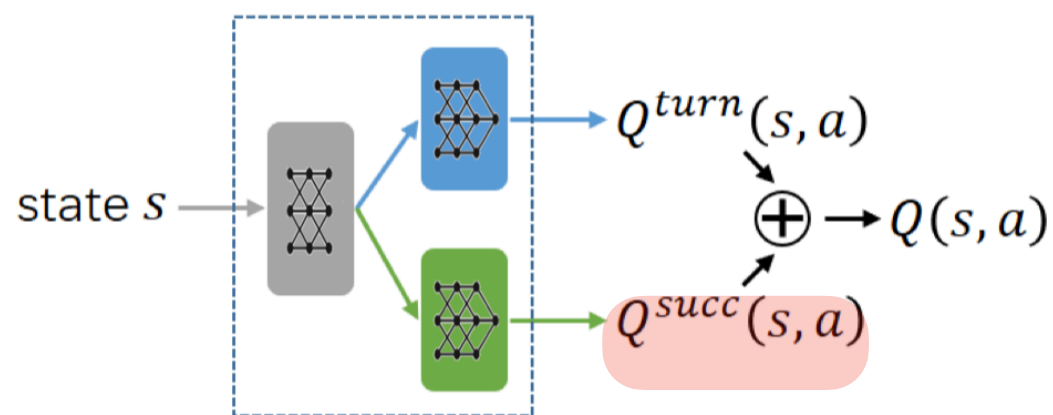 Q^{turn}(s, a)
state s
Q(s, a)
Q^{succ}(s, a)